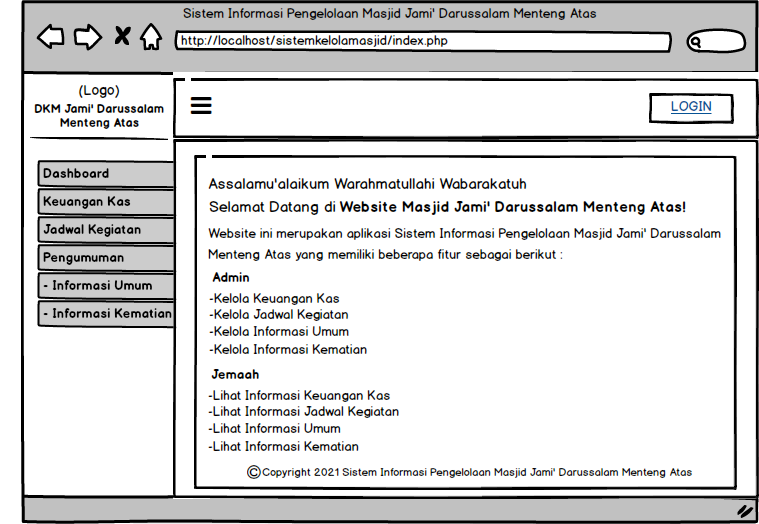 Sistem Informasi Pengelolaan Masjid Jami' Darussalam Menteng Atas
http://localhost/sistemkelolamasjid/index.php
(Logo)
DKM Jami' Darussalam
Menteng Atas
LOGIN
Dashboard
Keuangan Kas
Jadwal Kegiatan
Pengumuman
- Informasi Umum
- Informasi Kematian
Assalamu'alaikum Warahmatullahi Wabarakatuh
Selamat Datang di Website Masjid Jami' Darussalam Menteng Atas!
Website ini merupakan aplikasi Sistem Informasi Pengelolaan Masjid Jami' Darussalam
Menteng Atas yang memiliki beberapa fitur sebagai berikut :
Admin
-Kelola Keuangan Kas
-Kelola Jadwal Kegiatan
-Kelola Informasi Umum
-Kelola Informasi Kematian
Jemaah
-Lihat Informasi Keuangan Kas
-Lihat Informasi Jadwal Kegiatan
-Lihat Informasi Umum
-Lihat Informasi Kematian
©Copyright 2021 Sistem Informasi Pengelolaan Masjid Jami' Darussalam Menteng Atas